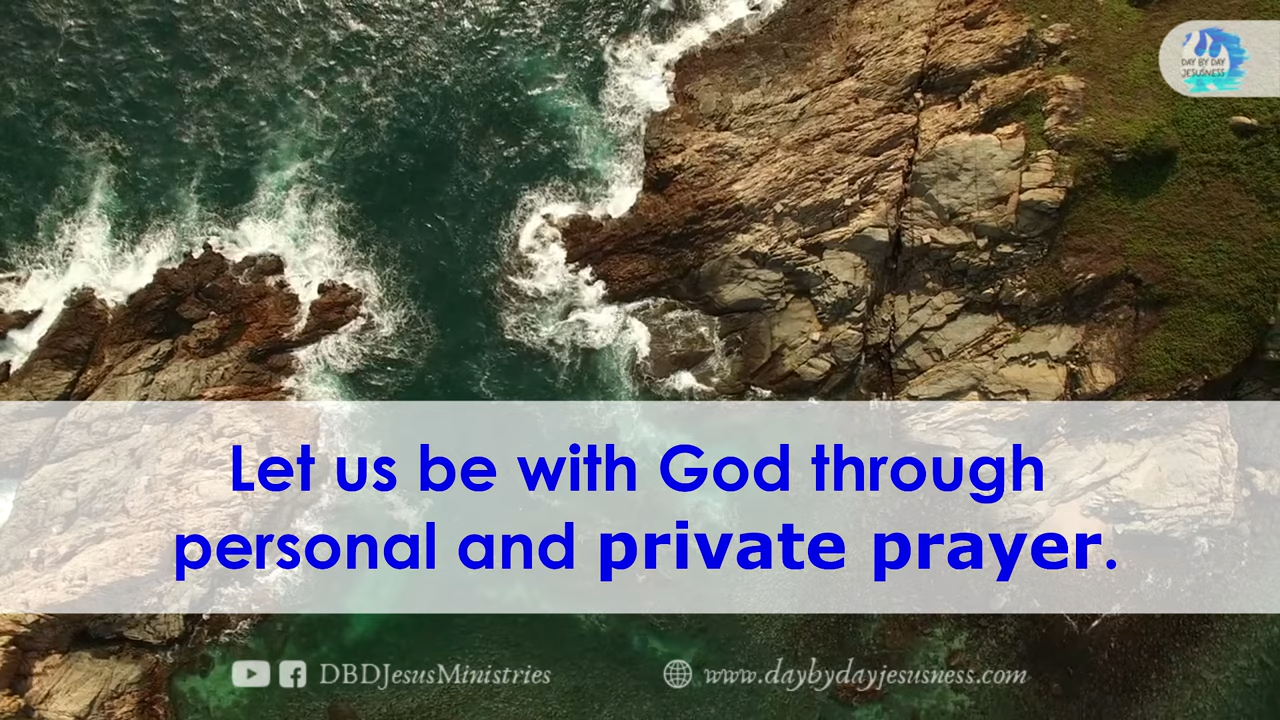 DAY BY DAY
JESUSNESS
Let us be with God through
personal and private prayer.
DBDJesusMinistries
www.daybydayjesusness.com